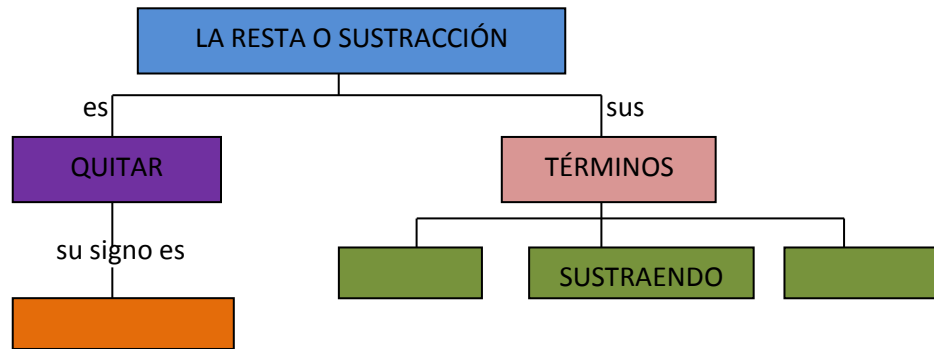 LA RESTA O SUSTRACCIÓN
es
sus
QUITAR
TÉRMINOS
su signo es
SUSTRAENDO